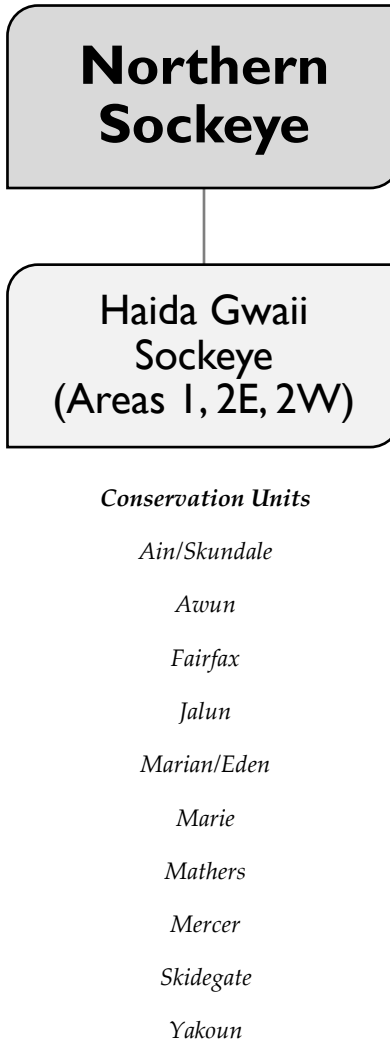 Northern
Sockeye
Haida Gwaii
Sockeye
(Areas 1, 2E, 2W)
Conservation Units
Ain/Skundale
Awun
Fairfax
Jalun
Marian/Eden
Marie
Mathers
Mercer
Skidegate
Yakoun